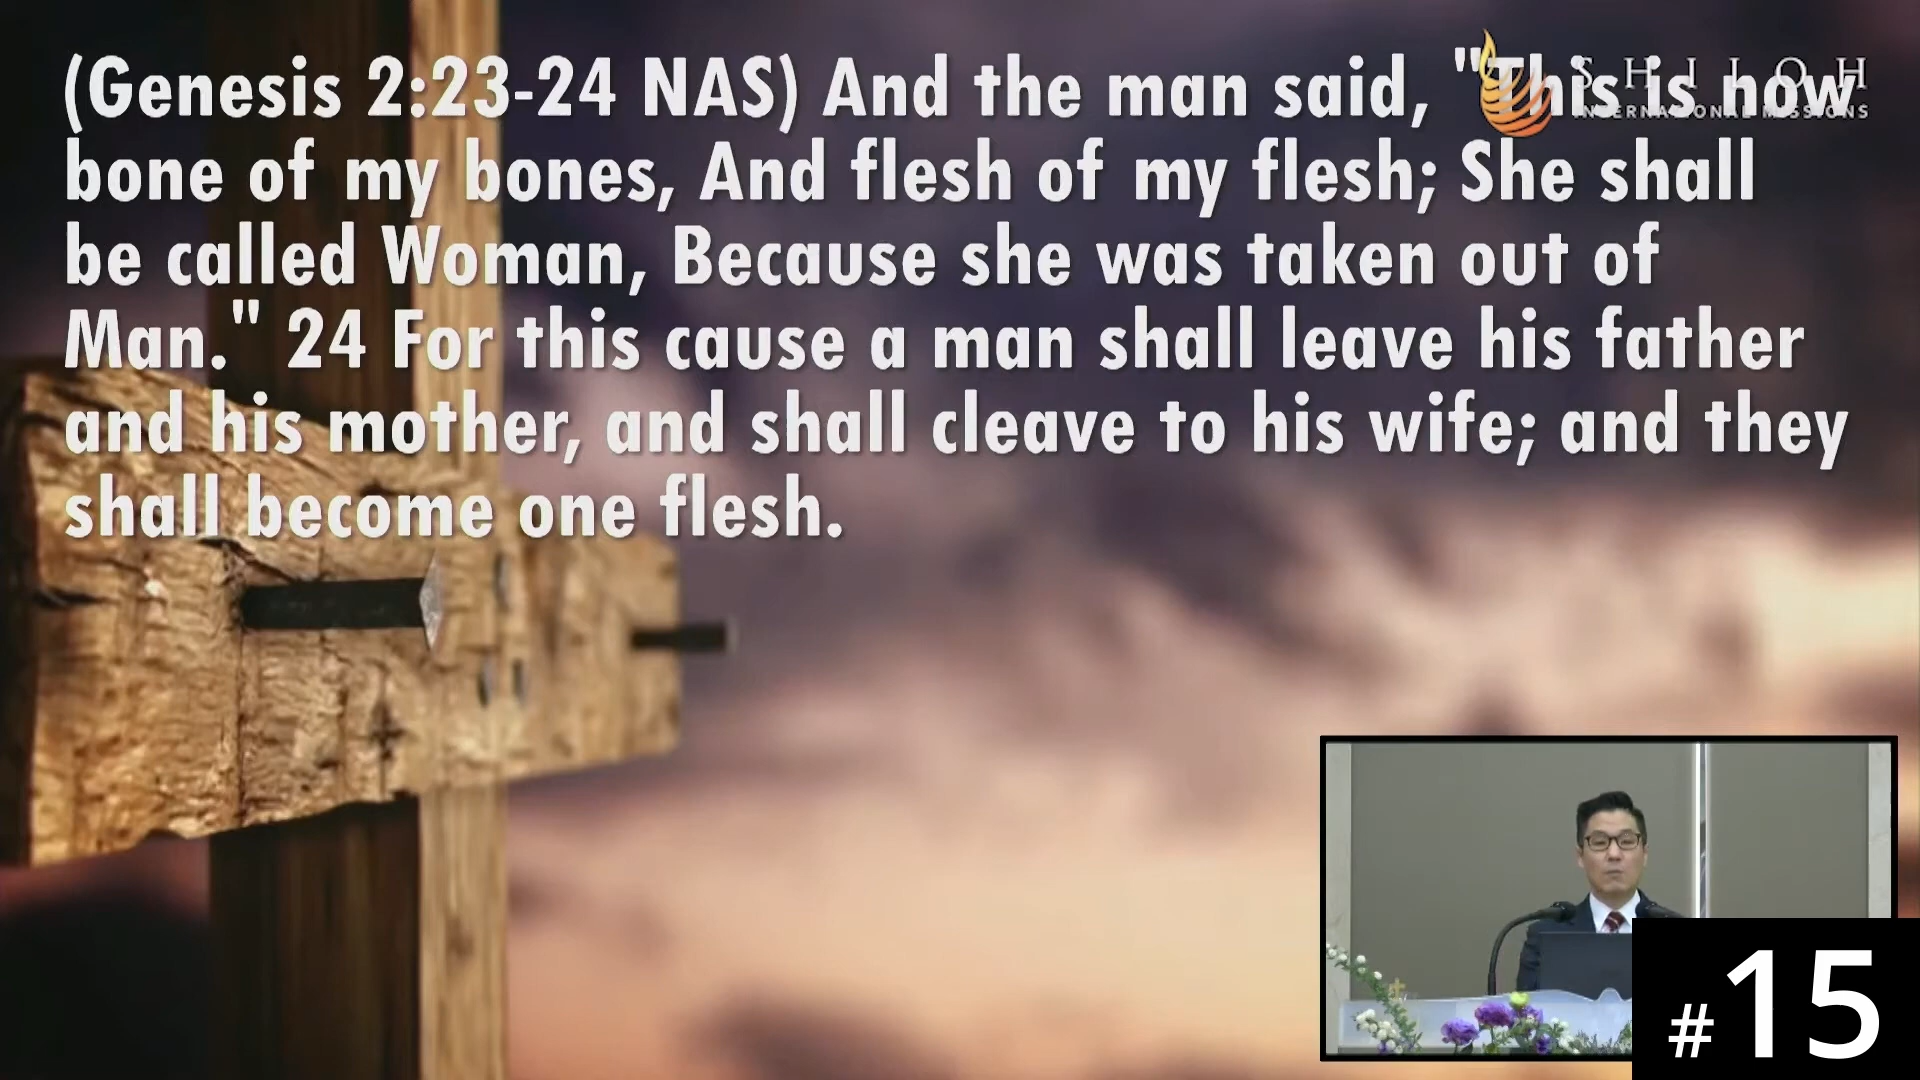 (Genesis 2:23-24 NAS) And the man said, "This is now
bone of my bones, And flesh of my flesh; She shall
be called Woman, Because she was taken out of
Man." 24 For this cause a man shall leave his father
and his mother, and shall cleave to his wife; and they
shall become one flesh.
SHILOH
INTERNATIONAL MISSIONS
#15